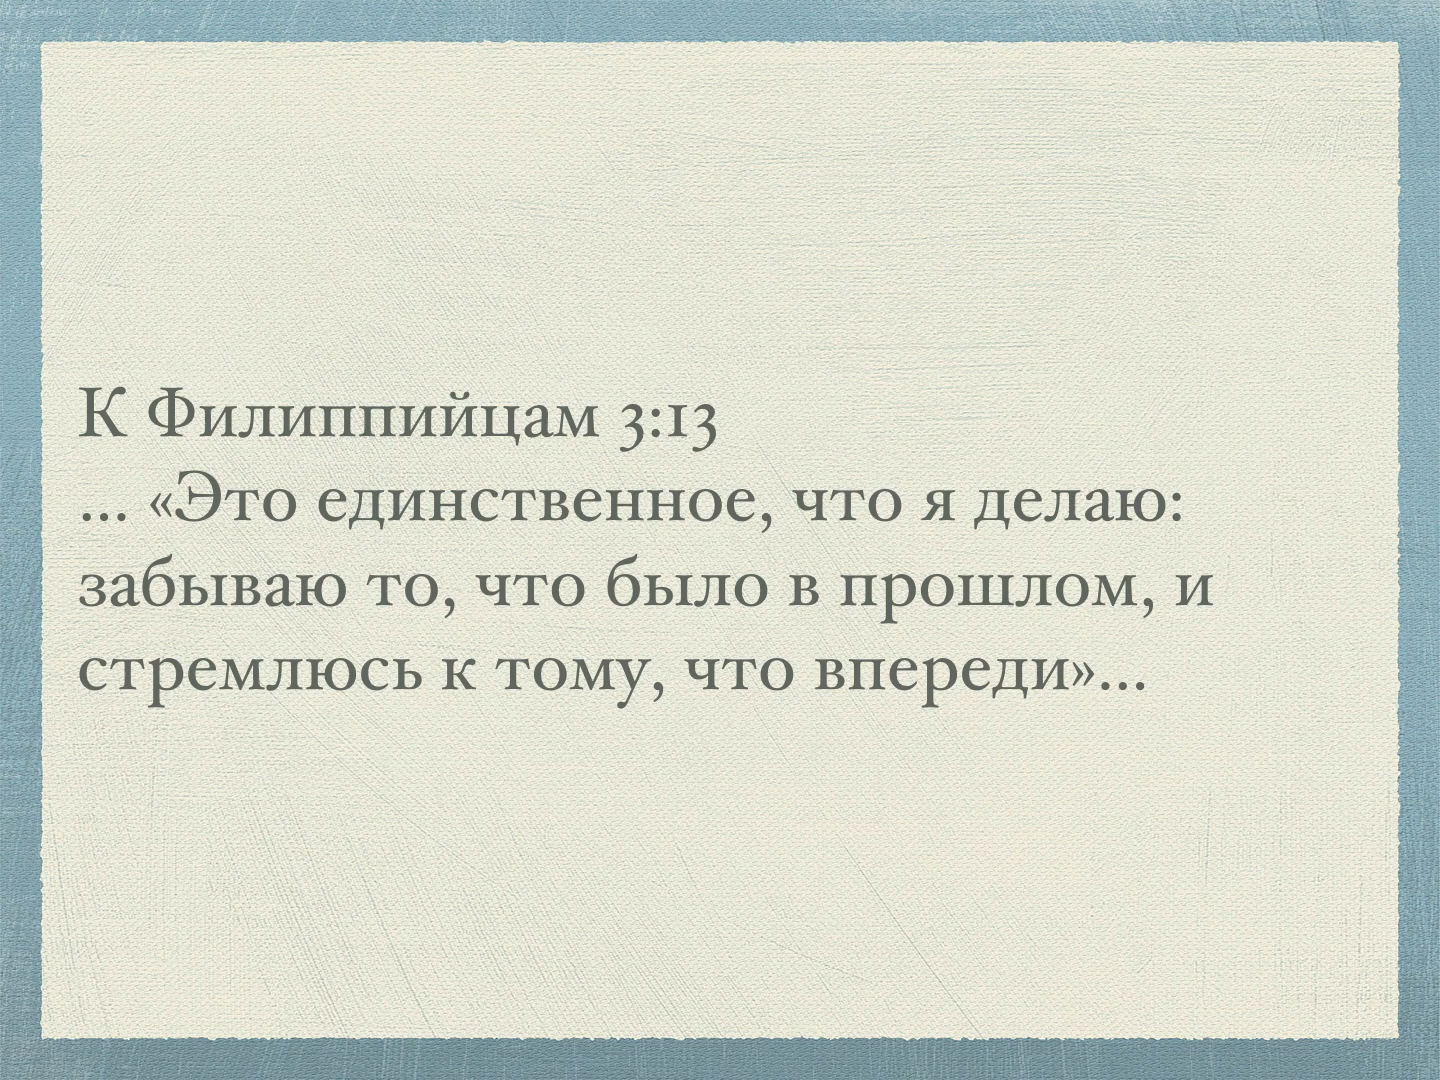 К Филиппийцам 3:13
... «Это единственное, что я делаю:
забываю то, что было в прошлом, и
стремлюсь к тому, что впереди»...